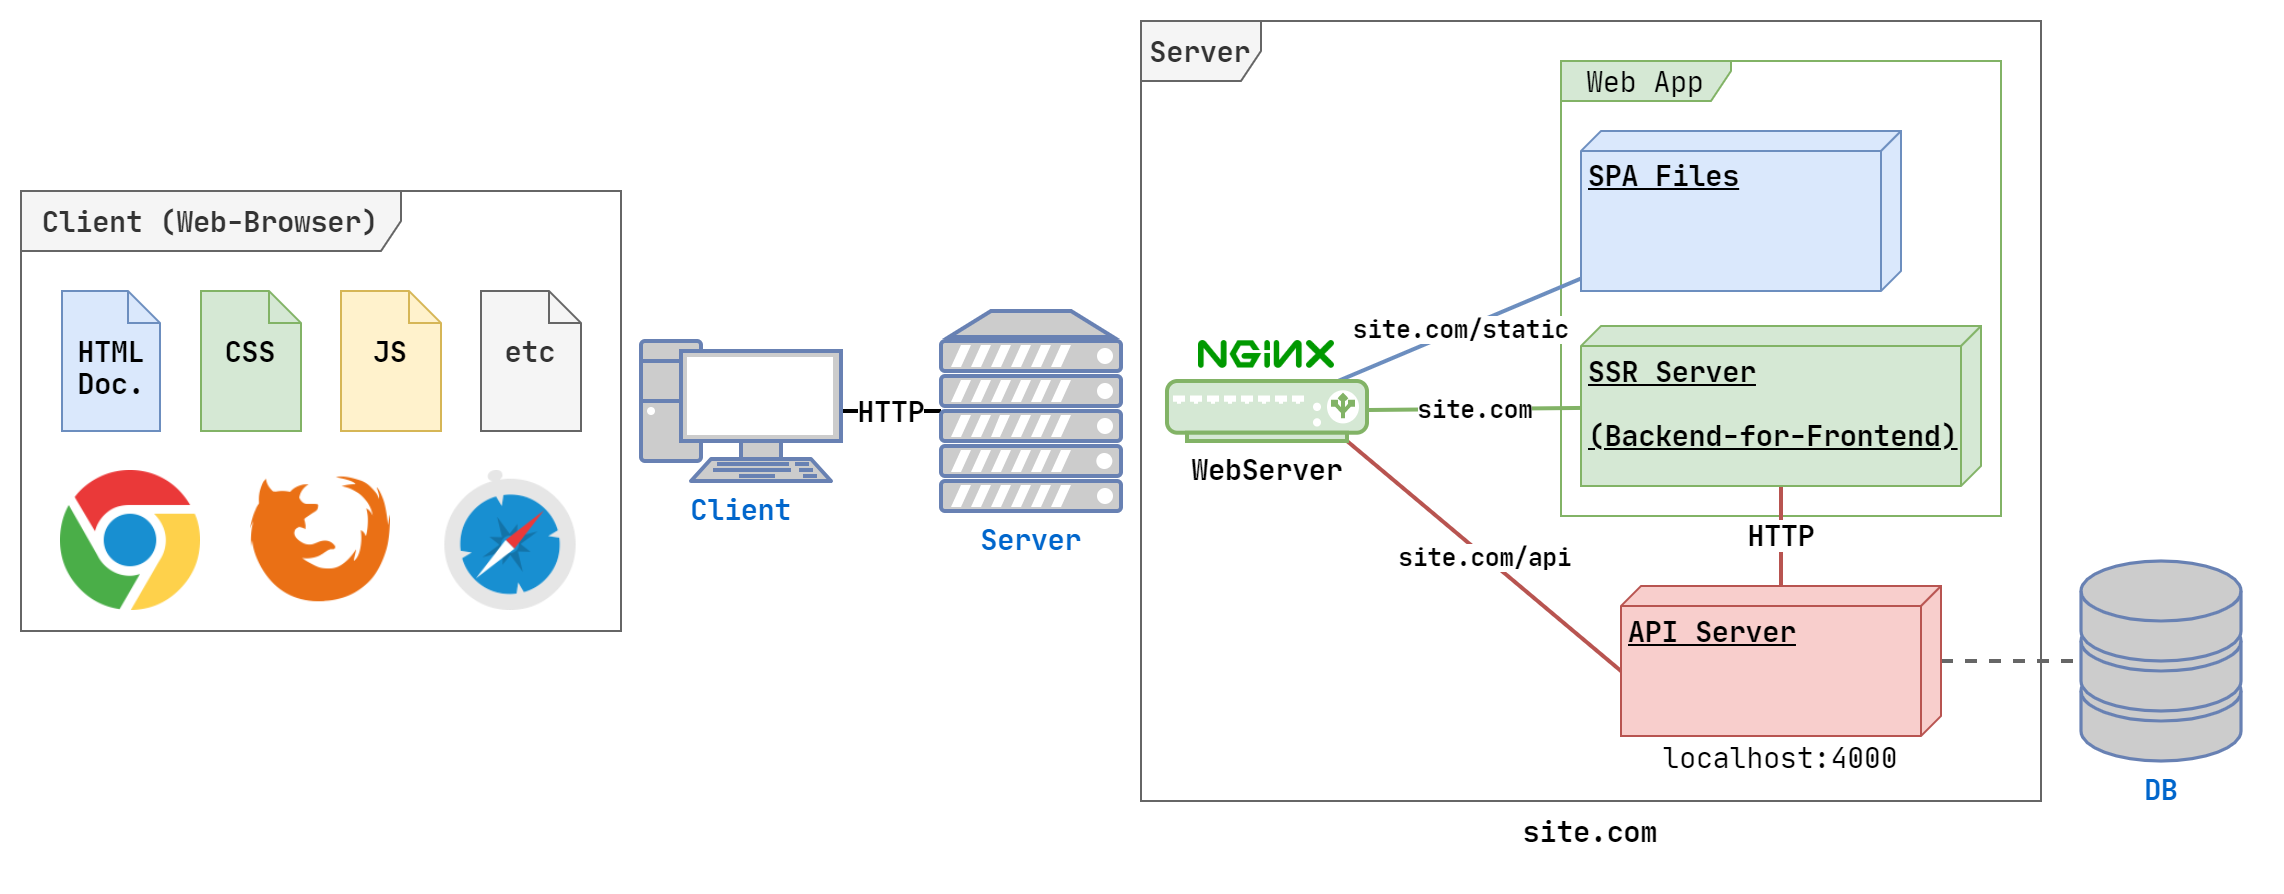 Client (Web-Browser)
HTML
Doc.
CSS
JS
etc
HTTP
Client
Server
Server
Web App
SPA Files
site.com/static
NGiNX
WebServer
site.com
SSR Server
(Backend-for-Frontend)
HTTP
site.com/api
API Server
localhost:4000
DB
site.com